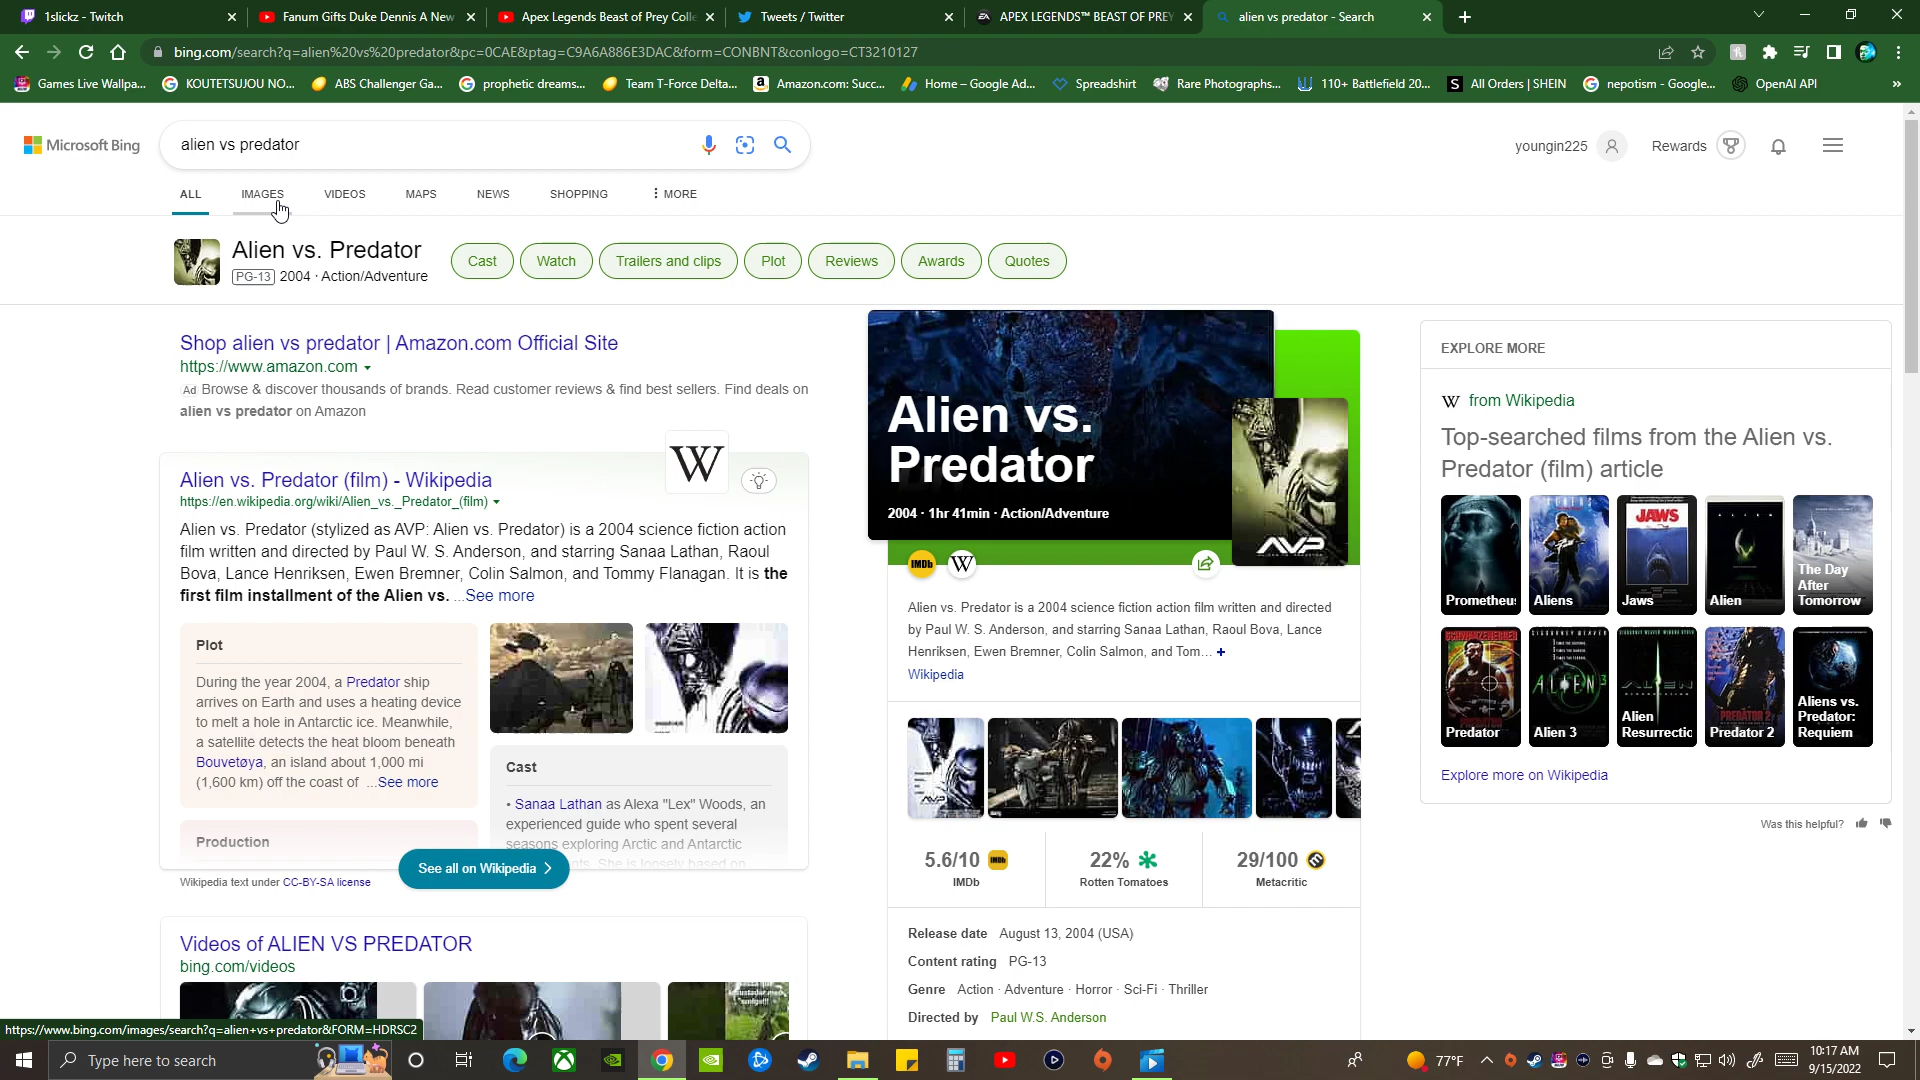 1slickz - Twitch
Fanum Gifts Duke Dennis A New
Apex Legends Beast of Prey Colle
Tweets / Twitter
APEX LEGENDS™ BEAST OF PREY
alien vs predator - Search
bing.com/search?q=alien%20vs%20predator&pc=0CAE&ptag=C9A6A886E3DAC&form=CONBNT&conlogo=CT3210127
Games Live Wallpa...
KOUTETSUJOU NO...
ABS Challenger Ga...
prophetic dreams...
Team T-Force Delta...
Amazon.com: Succ...
Home – Google Ad...
Spreadshirt
Rare Photographs...
110+ Battlefield 20...
All Orders | SHEIN
nepotism - Google...
OpenAI API
Microsoft Bing
alien vs predator
youngin225
Rewards
ALL
IMAGES
VIDEOS
MAPS
NEWS
SHOPPING
MORE
Alien vs. Predator
PG-13 2004 · Action/Adventure
Cast
Watch
Trailers and clips
Plot
Reviews
Awards
Quotes
Shop alien vs predator | Amazon.com Official Site
https://www.amazon.com
Ad Browse & discover thousands of brands. Read customer reviews & find best sellers. Find deals on
alien vs predator on Amazon
W
Alien vs. Predator (film) - Wikipedia
https://en.wikipedia.org/wiki/Alien_vs._Predator_(film)
Alien vs. Predator (stylized as AVP: Alien vs. Predator) is a 2004 science fiction action
film written and directed by Paul W. S. Anderson, and starring Sanaa Lathan, Raoul
Bova, Lance Henriksen, Ewen Bremner, Colin Salmon, and Tommy Flanagan. It is the
first film installment of the Alien vs. ...See more
Plot
During the year 2004, a Predator ship
arrives on Earth and uses a heating device
to melt a hole in Antarctic ice. Meanwhile,
a satellite detects the heat bloom beneath
Bouvetøya, an island about 1,000 mi
(1,600 km) off the coast of ...See more
Production
Cast
• Sanaa Lathan as Alexa "Lex" Woods, an
experienced guide who spent several
seasons exploring Arctic and Antarctic
She is loosely based on
See all on Wikipedia
Wikipedia text under CC-BY-SA license
Videos of ALIEN VS PREDATOR
bing.com/videos
Alien vs.
Predator
2004 · 1hr 41min · Action/Adventure
AVP
IMDb
W
Alien vs. Predator is a 2004 science fiction action film written and directed
by Paul W. S. Anderson, and starring Sanaa Lathan, Raoul Bova, Lance
Henriksen, Ewen Bremner, Colin Salmon, and Tom... +
Wikipedia
5.6/10 IMDb
IMDb
22%
Rotten Tomatoes
29/100
Metacritic
Release date August 13, 2004 (USA)
Content rating PG-13
Genre Action · Adventure · Horror · Sci-Fi · Thriller
Directed by Paul W.S. Anderson
EXPLORE MORE
W from Wikipedia
Top-searched films from the Alien vs.
Predator (film) article
Prometheus
Aliens
JAWS
Jaws
ALIEN
Alien
The Day
After
Tomorrow
SCHWARZENEGGER
PREDATOR
Predator
ALIEN 3
Alien 3
Alien
Resurrectic
PREDATOR 2
Predator 2
Aliens vs.
Predator:
Requiem
Explore more on Wikipedia
Was this helpful?
https://www.bing.com/images/search?q=alien+vs+predator&FORM=HDRSC2
Type here to search
77°F
10:17 AM
9/15/2022